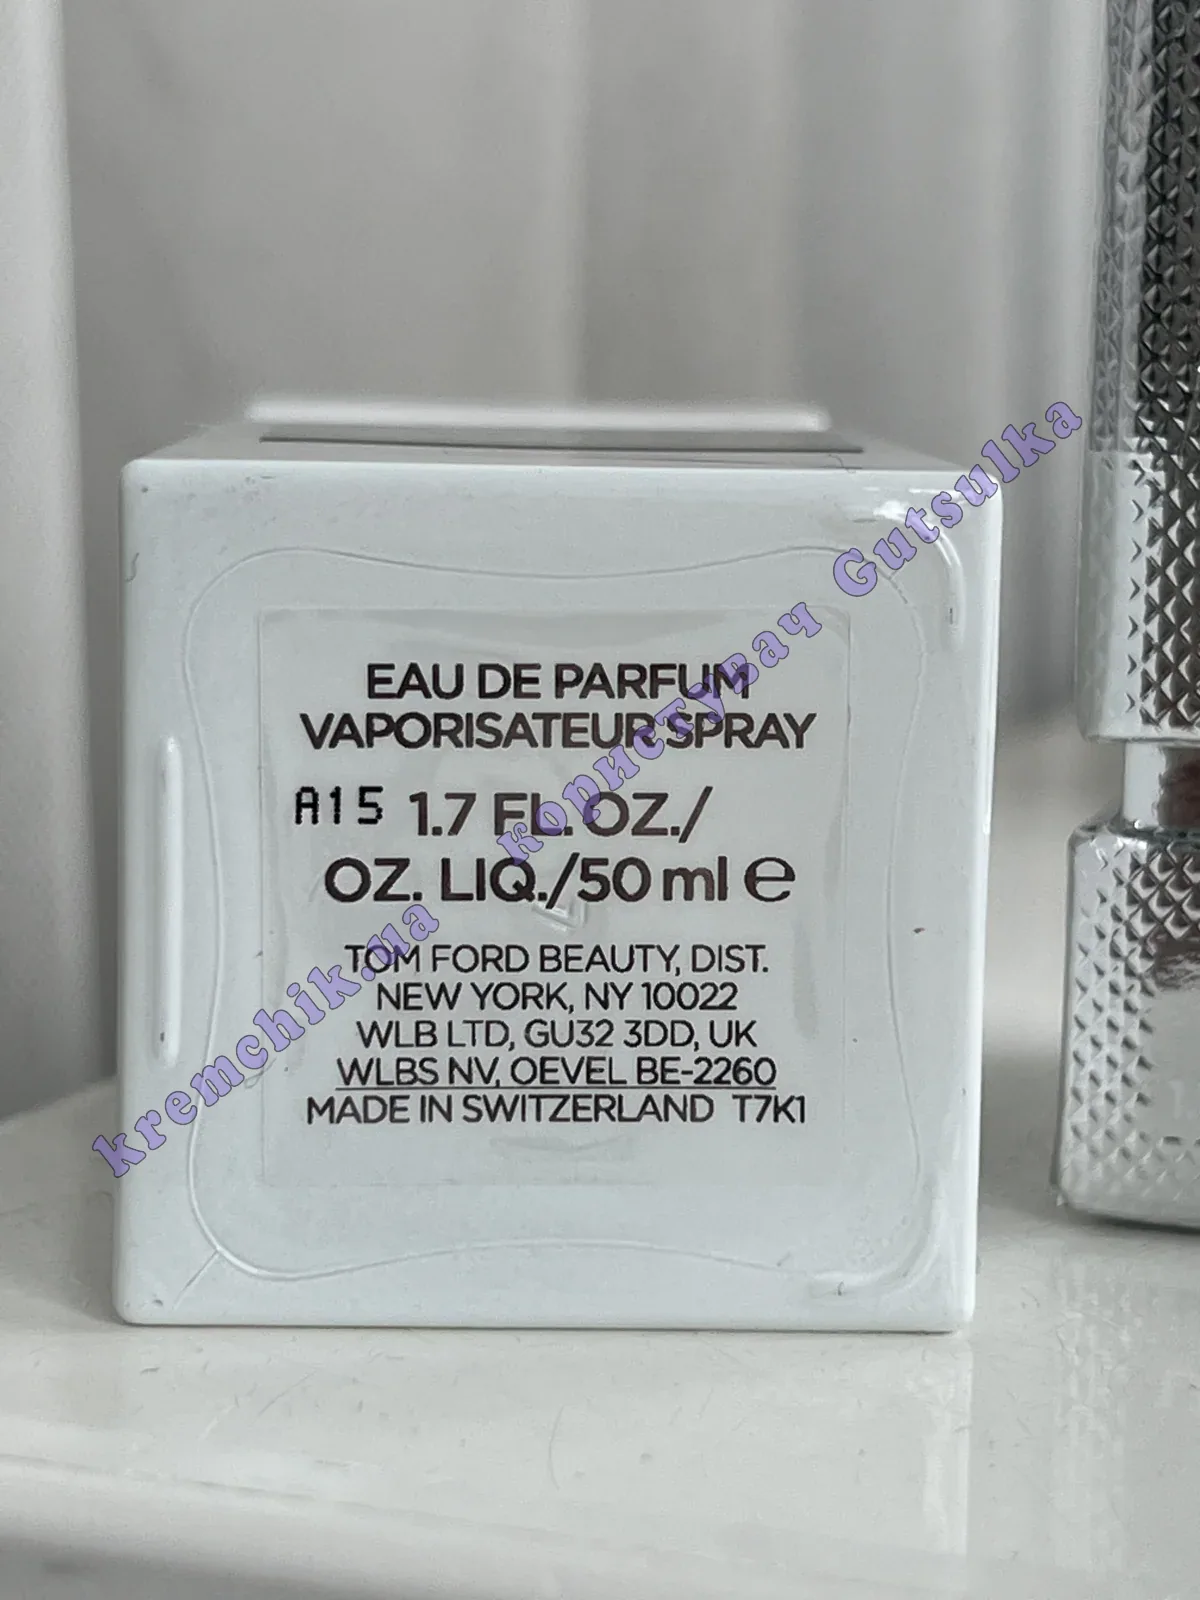 EAU DE PARFUM
VAPORISATEUR SPRAY
A15 1.7 FL. OZ./
OZ. LIQ./50 ml e
TOM FORD BEAUTY, DIST.
NEW YORK, NY 10022
WLB LTD, GU32 3DD, UK
WLBS NV, OEVEL BE-2260
MADE IN SWITZERLAND T7K1
kremchik.ua користувач Gutsulka